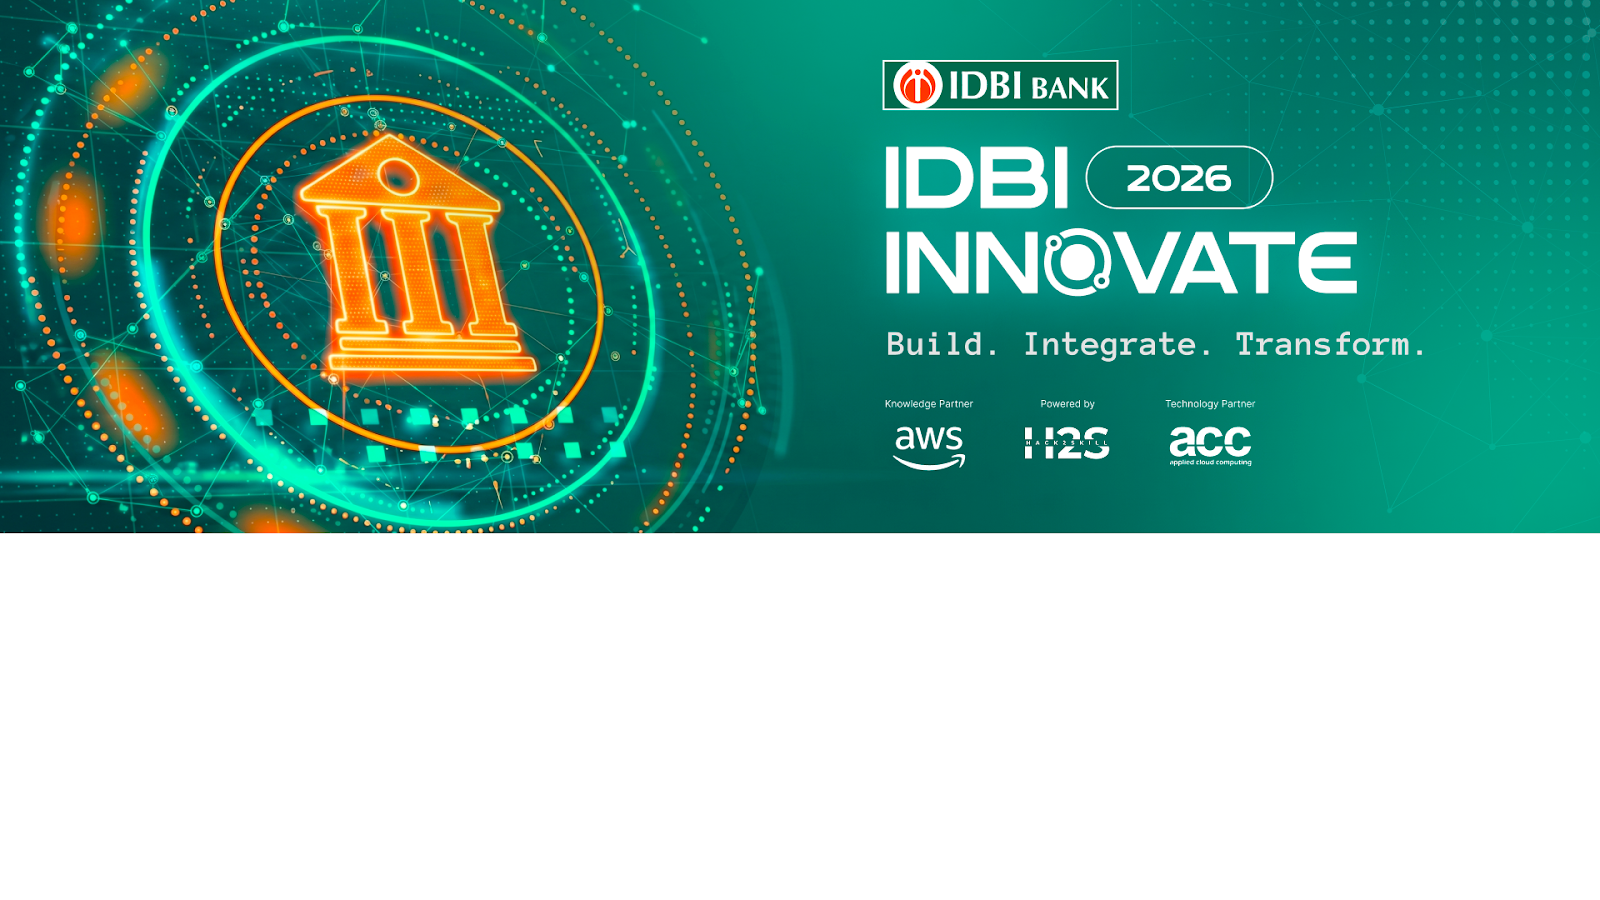 IDBI BANK
IDBI 2026
INNOVATE
Build. Integrate. Transform.
Knowledge Partner
aws
Powered by
H2S
HACK2SKILL
Technology Partner
acc
applied cloud computing